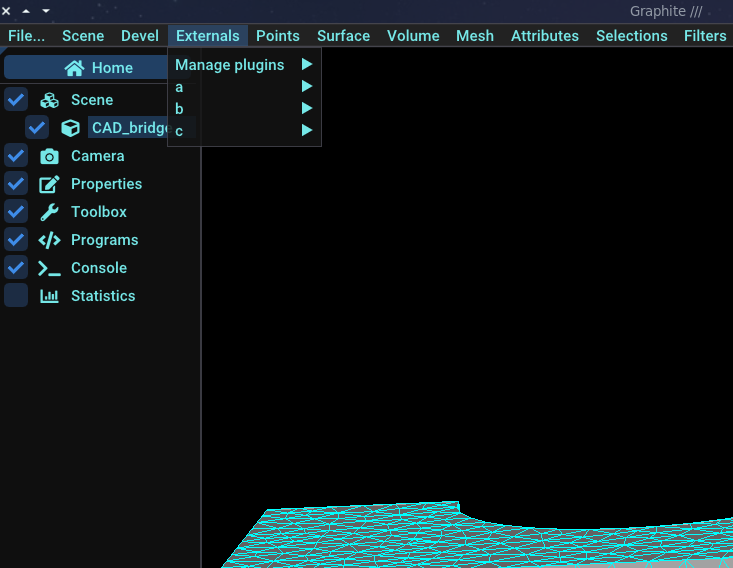 Graphite ///
File... Scene Devel Externals Points Surface Volume Mesh Attributes Selections Filters
Home
Manage plugins
a
b
c
Scene
CAD_bridge
Camera
Properties
Toolbox
Programs
Console
Statistics